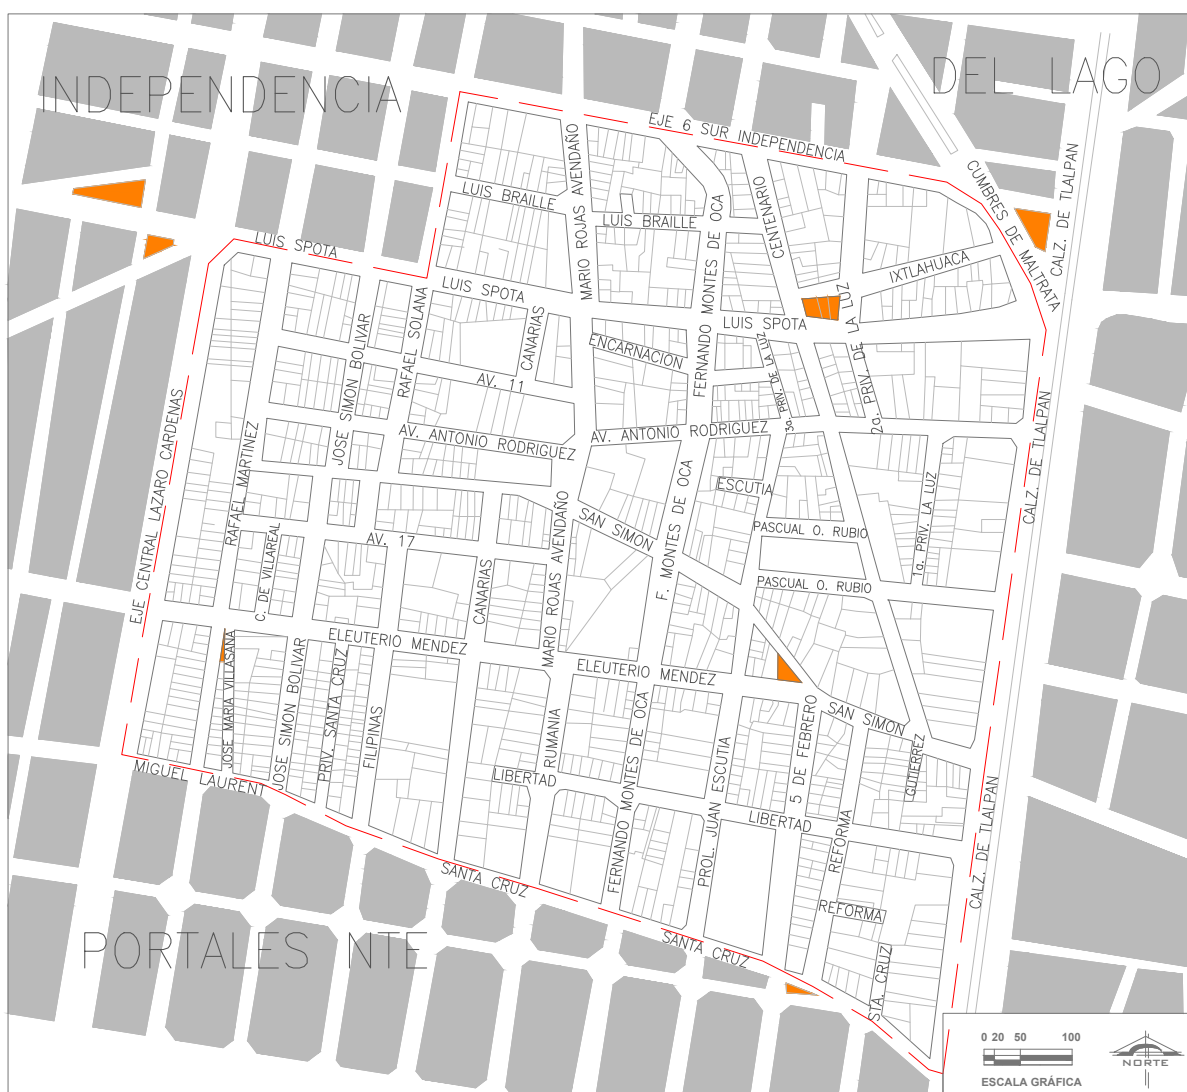 INDEPENDENCIA
DEL LAGO
EJE 6 SUR INDEPENDENCIA
CUMBRES DE MALTRATA
CALZ. DE TLALPAN
MARIO ROJAS AVENDAÑO
LUIS BRAILLE
LUIS BRAILLE
FERNANDO MONTES DE OCA
CENTENARIO
IXTLAHUACA
LUIS SPOTA
LUIS SPOTA
LUIS SPOTA
2a. PRIV. DE LA LUZ
3a. PRIV. DE LA LUZ
JOSE SIMON BOLIVAR
RAFAEL SOLANA
CANARIAS
ENCARNACION
AV. 11
AV. ANTONIO RODRIGUEZ
AV. ANTONIO RODRIGUEZ
EJE CENTRAL LAZARO CARDENAS
RAFAEL MARTINEZ
CALZ. DE TLALPAN
F. MONTES DE OCA
ESCUTIA
SAN SIMON
PASCUAL O. RUBIO
1a. PRIV. LA LUZ
MARIO ROJAS AVENDAÑO
AV. 17
C. DE VILLAREAL
CANARIAS
PASCUAL O. RUBIO
ELEUTERIO MENDEZ
ELEUTERIO MENDEZ
JOSE MARIA VILLASANA
JOSE SIMON BOLIVAR
PRIV. SANTA CRUZ
FILIPINAS
RUMANIA
FERNANDO MONTES DE OCA
PROL. JUAN ESCUTIA
5 DE FEBRERO
SAN SIMON
GUTIERREZ
MIGUEL LAURENT
LIBERTAD
LIBERTAD
REFORMA
CALZ. DE TLALPAN
SANTA CRUZ
REFORMA
SANTA CRUZ
STA. CRUZ
PORTALES NTE
0 20 50 100
ESCALA GRÁFICA
NORTE